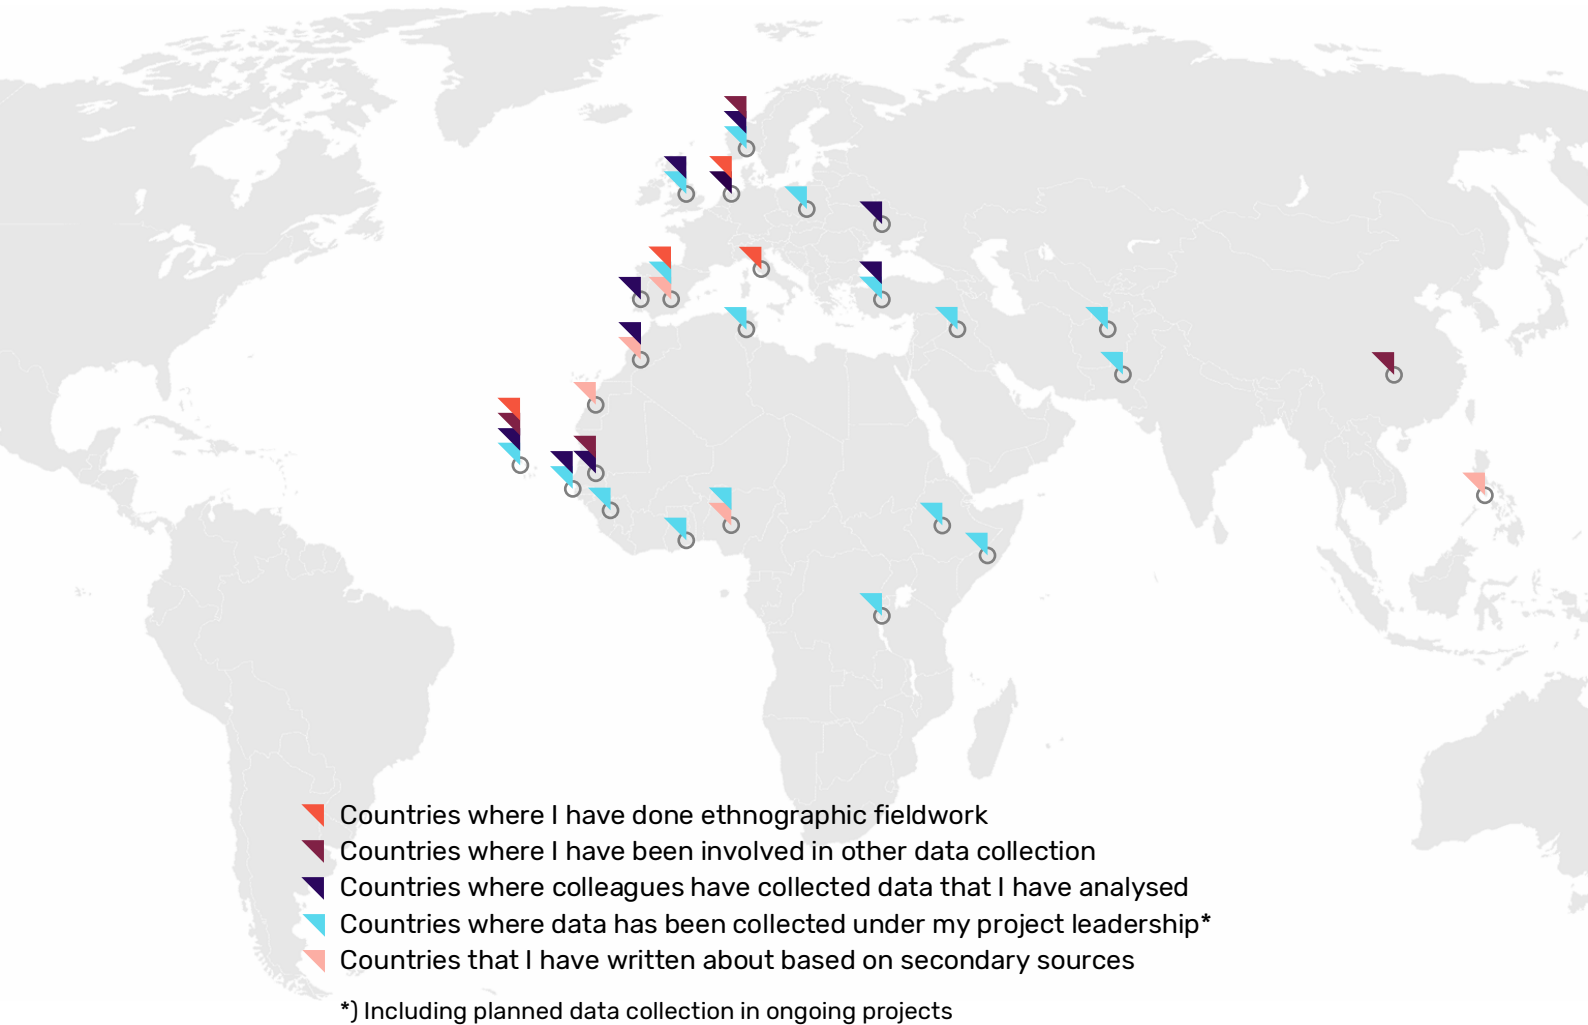 Countries where I have done ethnographic fieldwork
Countries where I have been involved in other data collection
Countries where colleagues have collected data that I have analysed
Countries where data has been collected under my project leadership*
Countries that I have written about based on secondary sources
*) Including planned data collection in ongoing projects